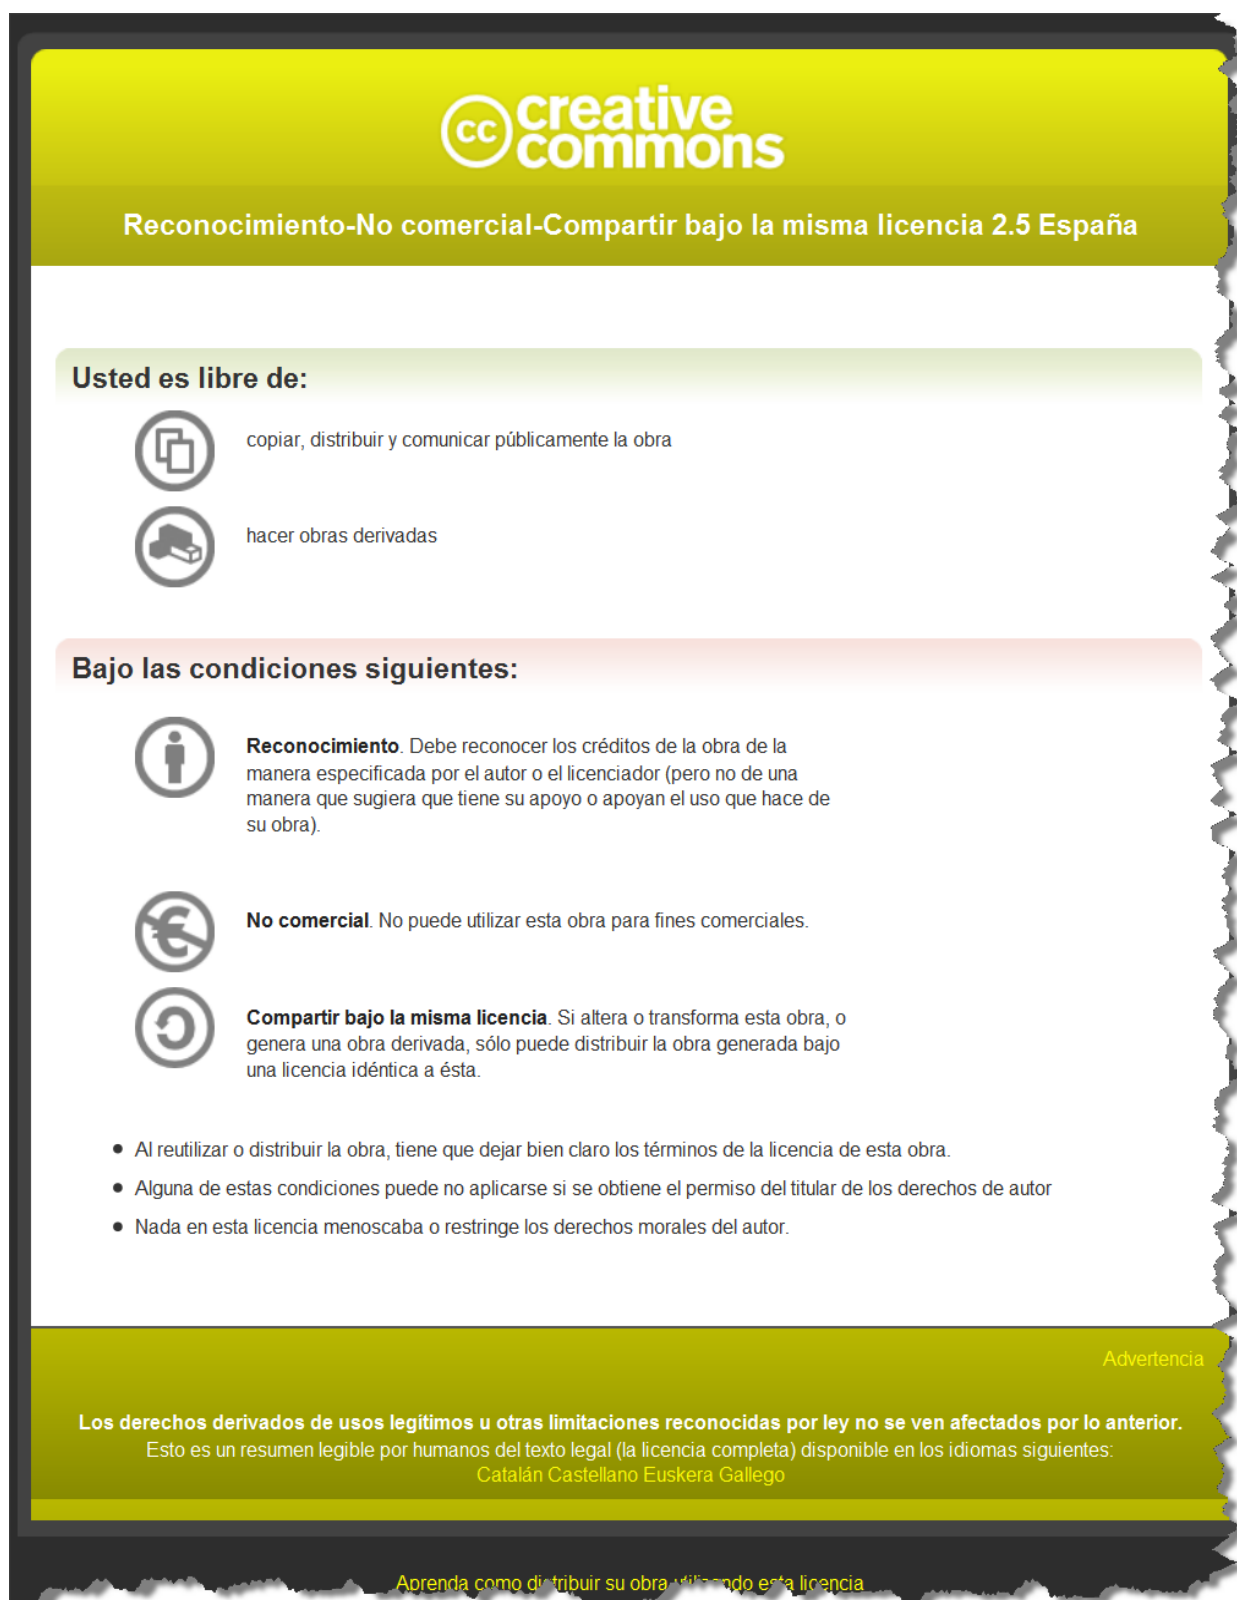 cc creative
commons
Reconocimiento-No comercial-Compartir bajo la misma licencia 2.5 España
Usted es libre de:
copiar, distribuir y comunicar públicamente la obra
hacer obras derivadas
Bajo las condiciones siguientes:
Reconocimiento. Debe reconocer los créditos de la obra de la
manera especificada por el autor o el licenciador (pero no de una
manera que sugiera que tiene su apoyo o apoyan el uso que hace de
su obra).
No comercial. No puede utilizar esta obra para fines comerciales.
Compartir bajo la misma licencia. Si altera o transforma esta obra, o
genera una obra derivada, sólo puede distribuir la obra generada bajo
una licencia idéntica a ésta.
• Al reutilizar o distribuir la obra, tiene que dejar bien claro los términos de la licencia de esta obra.
• Alguna de estas condiciones puede no aplicarse si se obtiene el permiso del titular de los derechos de autor
• Nada en esta licencia menoscaba o restringe los derechos morales del autor.
Advertencia
Los derechos derivados de usos legítimos u otras limitaciones reconocidas por ley no se ven afectados por lo anterior.
Esto es un resumen legible por humanos del texto legal (la licencia completa) disponible en los idiomas siguientes:
Catalán Castellano Euskera Gallego
Aprenda como distribuir su obra utilizando esta licencia